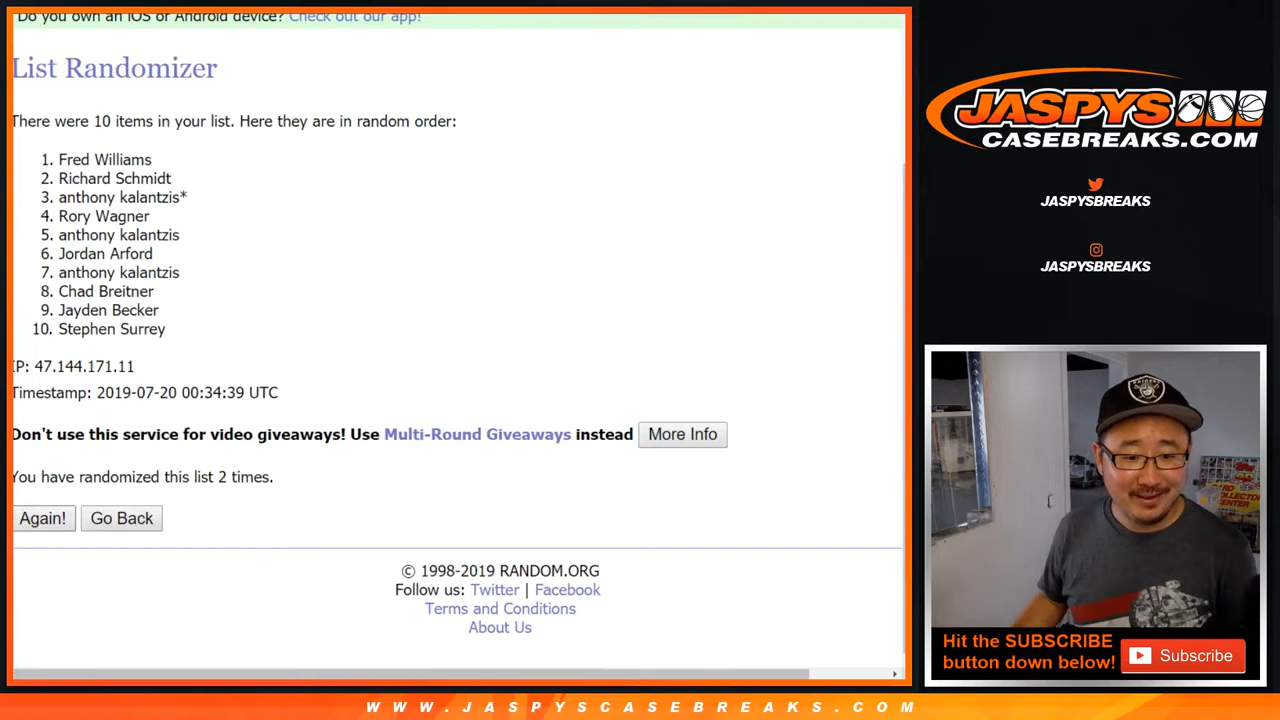 Do you own an iOS or Android device? Check out our app!
List Randomizer
There were 10 items in your list. Here they are in random order:
1. Fred Williams
2. Richard Schmidt
3. anthony kalantzis*
4. Rory Wagner
5. anthony kalantzis
6. Jordan Arford
7. anthony kalantzis
8. Chad Breitner
9. Jayden Becker
10. Stephen Surrey
IP: 47.144.171.11
Timestamp: 2019-07-20 00:34:39 UTC
Don't use this service for video giveaways! Use Multi-Round Giveaways instead More Info
You have randomized this list 2 times.
Again! Go Back
© 1998-2019 RANDOM.ORG
Follow us: Twitter | Facebook
Terms and Conditions
About Us
JASPYS
CASEBREAKS.COM
JASPYSBREAKS
JASPYSBREAKS
RAIDERS
Hit the SUBSCRIBE
button down below!
Subscribe
WWW.JASPYSCASEBREAKS.COM